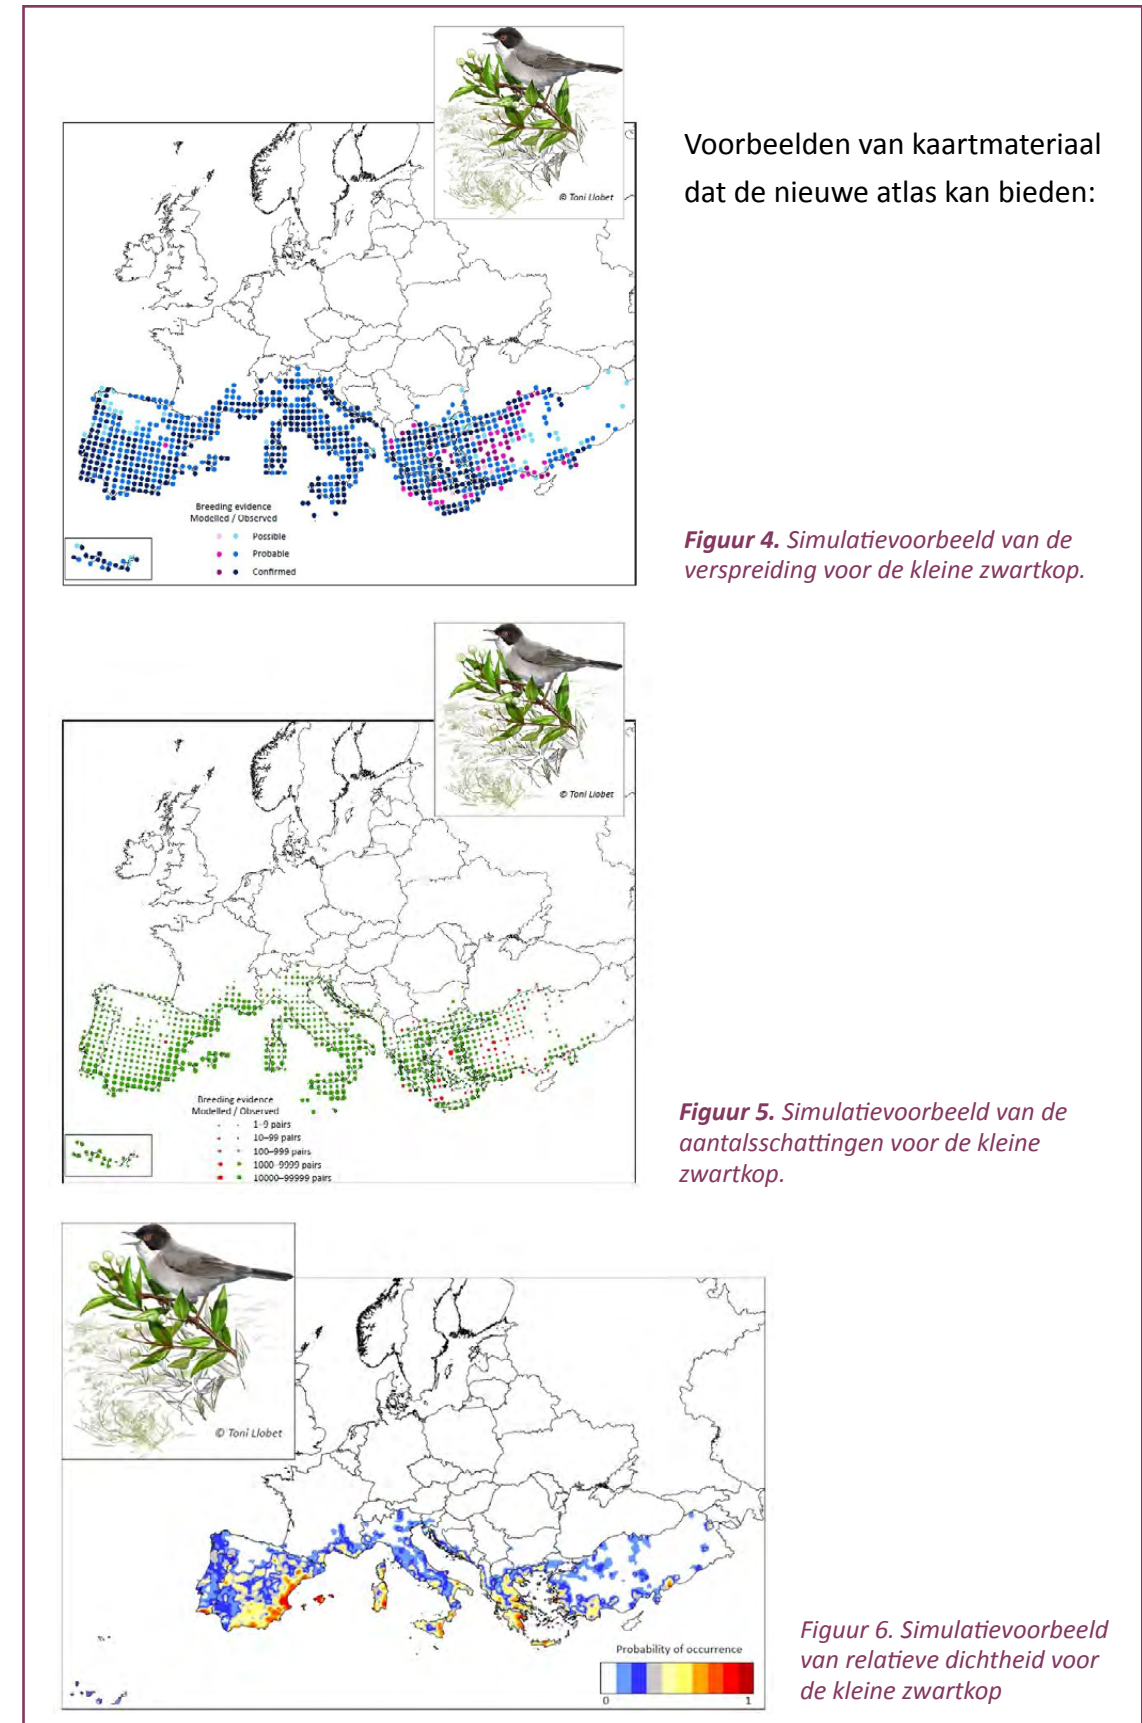 © Toni Llobet
Voorbeelden van kaartmateriaal
dat de nieuwe atlas kan bieden:
Breeding evidence
Modelled / Observed
Possible
Probable
Confirmed
Figuur 4. Simulatievoorbeeld van de
verspreiding voor de kleine zwartkop.
© Toni Llobet
Breeding evidence
Modelled / Observed
1–9 pairs
10–99 pairs
100–999 pairs
1000–9999 pairs
10000–99999 pairs
Figuur 5. Simulatievoorbeeld van de
aantalsschattingen voor de kleine
zwartkop.
© Toni Llobet
Probability of occurrence
0 1
Figuur 6. Simulatievoorbeeld
van relatieve dichtheid voor
de kleine zwartkop